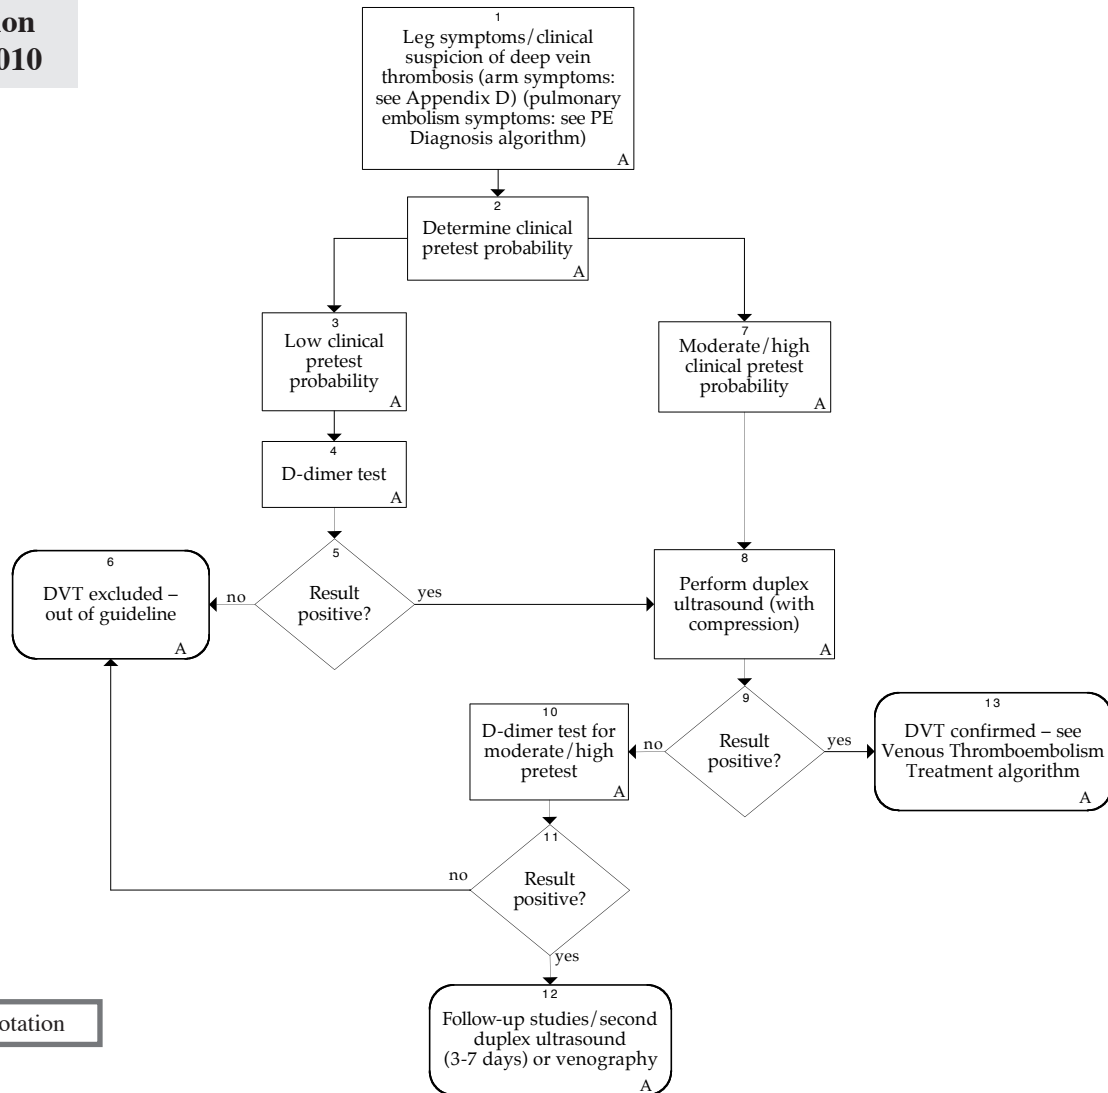 010
1
Leg symptoms/clinical
suspicion of deep vein
thrombosis (arm symptoms:
see Appendix D) (pulmonary
embolism symptoms: see PE
Diagnosis algorithm)
A
2
Determine clinical
pretest probability
A
3
Low clinical
pretest
probability
A
7
Moderate/high
clinical pretest
probability
A
4
D-dimer test
A
5
Result
positive?
no
yes
6
DVT excluded –
out of guideline
A
8
Perform duplex
ultrasound (with
compression)
A
9
Result
positive?
no
yes
10
D-dimer test for
moderate/high
pretest
A
13
DVT confirmed – see
Venous Thromboembolism
Treatment algorithm
A
11
Result
positive?
no
yes
12
Follow-up studies/second
duplex ultrasound
(3-7 days) or venography
A